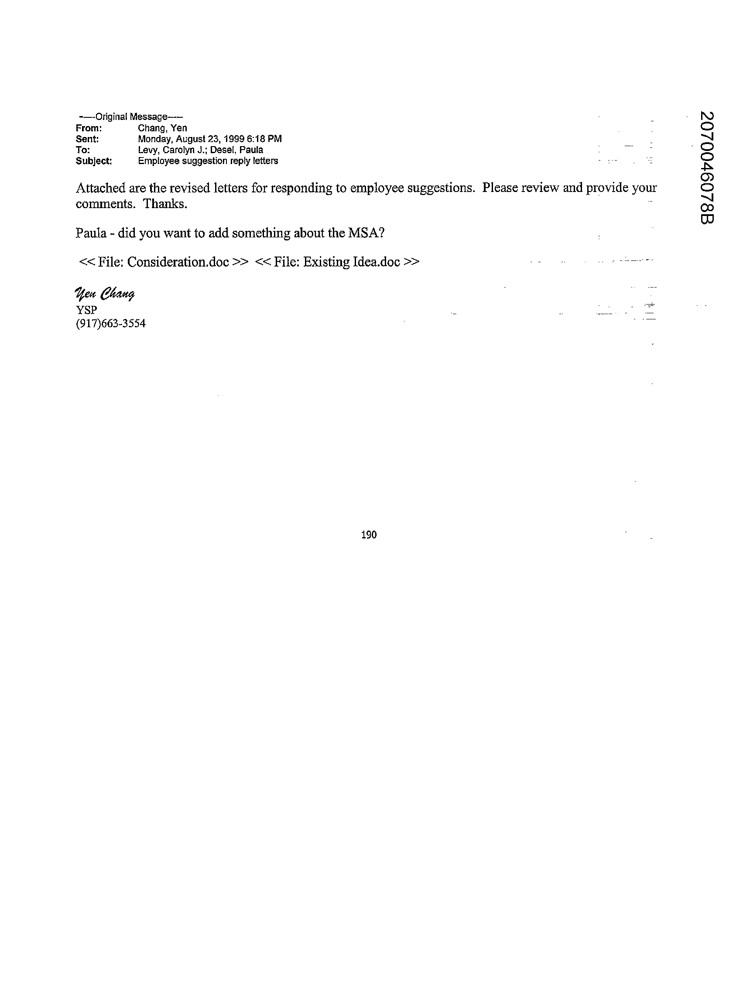 -----Original Message-----
From: Chang, Yen
Sent: Monday, August 23, 1999 6:18 PM
To: Levy, Carolyn J.; Desel, Paula
Subject: Employee suggestion reply letters
Attached are the revised letters for responding to employee suggestions. Please review and provide your
comments. Thanks.
Paula - did you want to add something about the MSA?
<< File: Consideration.doc >> << File: Existing Idea.doc >>
Yen Chang
YSP
(917)663-3554
190
2070046078B